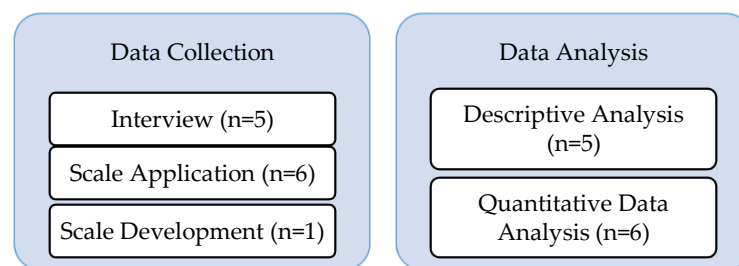 Data Collection
Interview (n=5)
Scale Application (n=6)
Scale Development (n=1)
Data Analysis
Descriptive Analysis
(n=5)
Quantitative Data
Analysis (n=6)